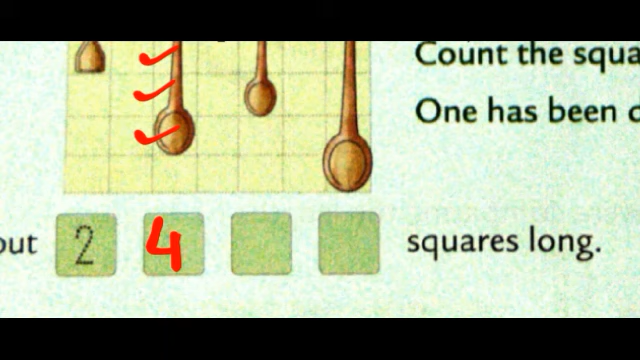 Count the squa
One has been d
out 2 4 squares long.